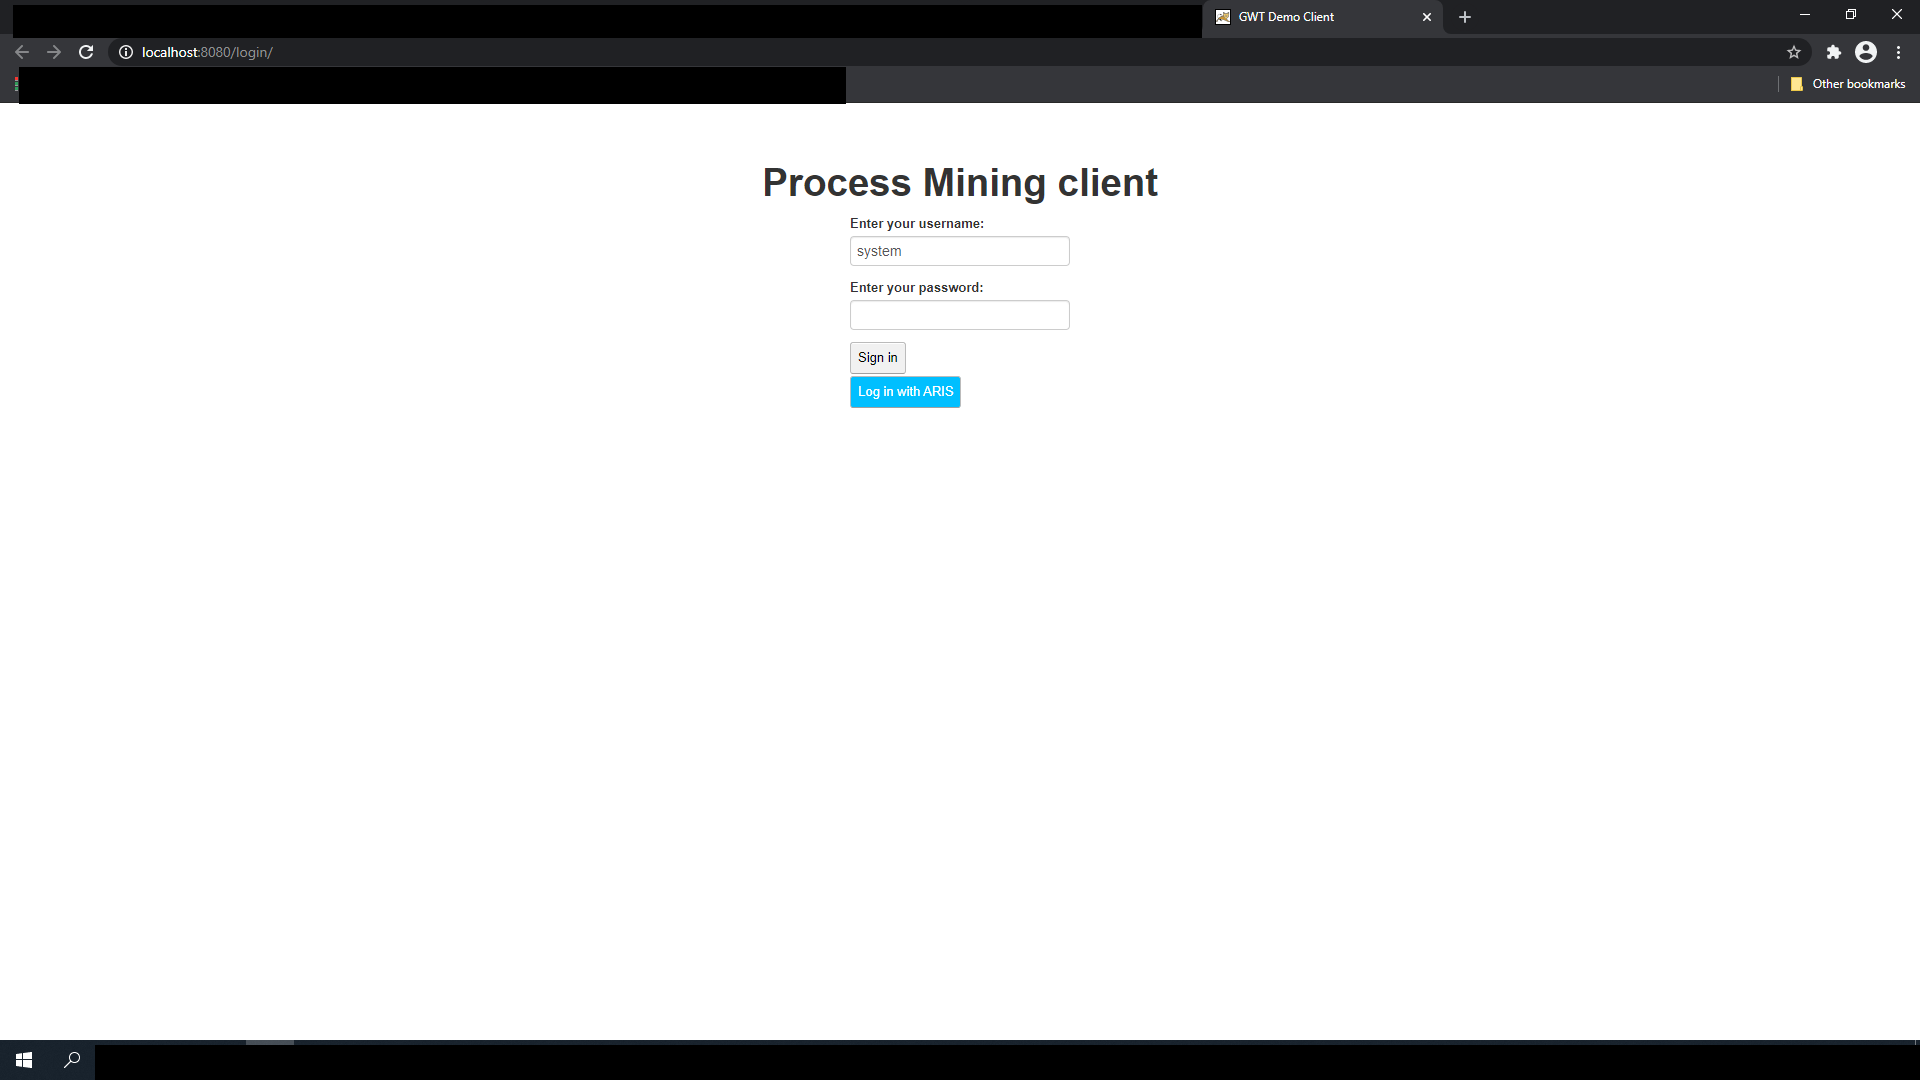 GWT Demo Client
localhost:8080/login/
Other bookmarks
Process Mining client
Enter your username:
system
Enter your password:
Sign in
Log in with ARIS